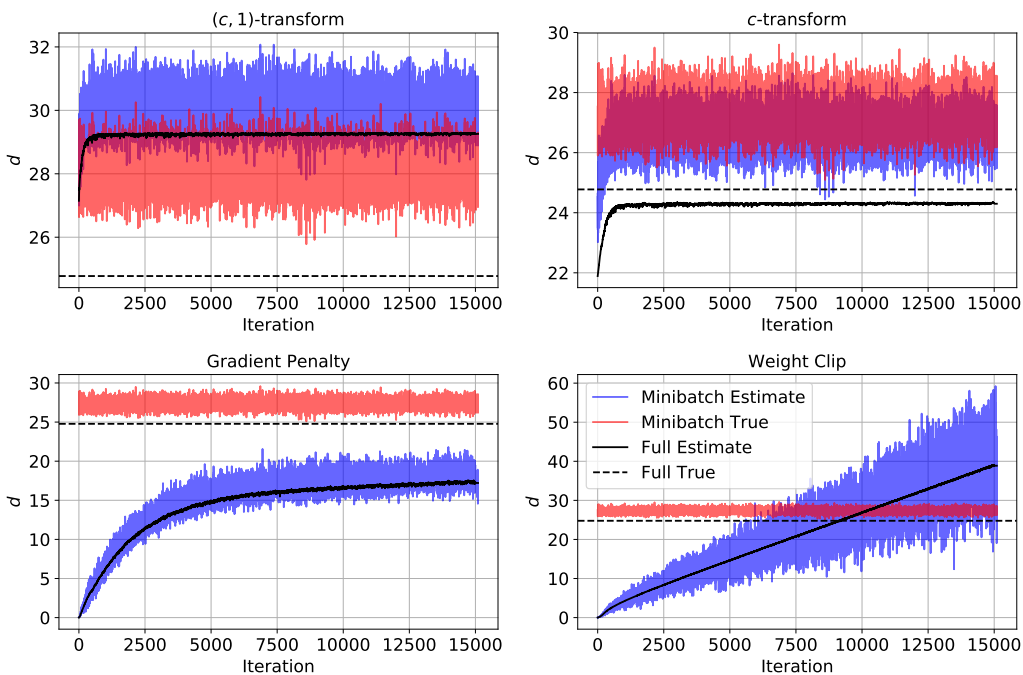 (c, 1)-transform
32
30
28
26
d
0 2500 5000 7500 10000 12500 15000
Iteration
c-transform
30
28
26
24
22
d
0 2500 5000 7500 10000 12500 15000
Iteration
Gradient Penalty
30
25
20
15
10
5
0
d
0 2500 5000 7500 10000 12500 15000
Iteration
Weight Clip
60
50
40
30
20
10
0
d
Minibatch Estimate
Minibatch True
Full Estimate
Full True
0 2500 5000 7500 10000 12500 15000
Iteration